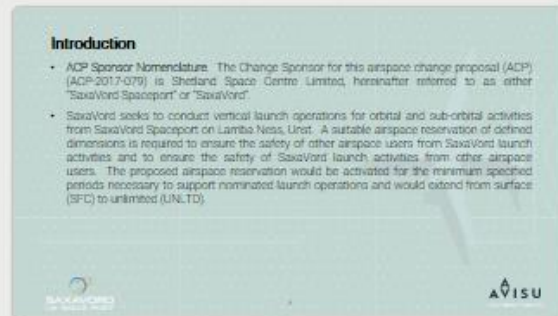 Introduction
• ACP Sponsor Nomenclature. The Change Sponsor for this airspace change proposal (ACP)
(ACP-2017-079) is Shetland Space Centre Limited, hereinafter referred to as either
"SaxaVord Spaceport" or "SaxaVord".
• SaxaVord seeks to conduct vertical launch operations for orbital and sub-orbital activities
from SaxaVord Spaceport on Lamba Ness, Unst. A suitable airspace reservation of defined
dimensions is required to ensure the safety of other airspace users from SaxaVord launch
activities and to ensure the safety of SaxaVord launch activities from other airspace
users. The proposed airspace reservation would be activated for the minimum specified
periods necessary to support nominated launch operations and would extend from surface
(SFC) to unlimited (UNLTD).
SAXAVORD
AVISU